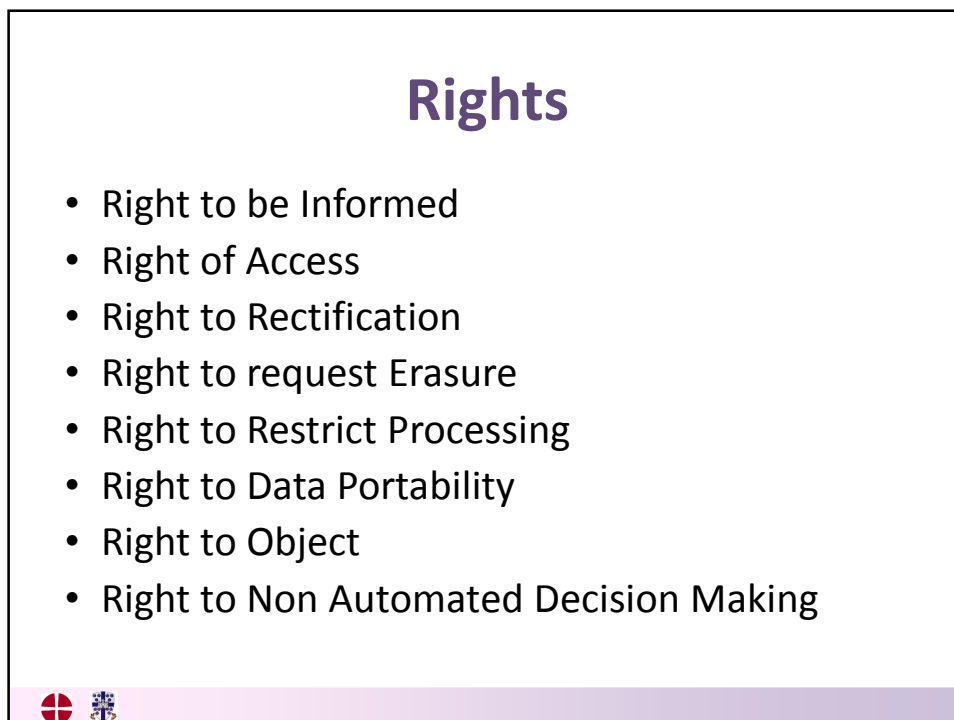 Rights
• Right to be Informed
• Right of Access
• Right to Rectification
• Right to request Erasure
• Right to Restrict Processing
• Right to Data Portability
• Right to Object
• Right to Non Automated Decision Making